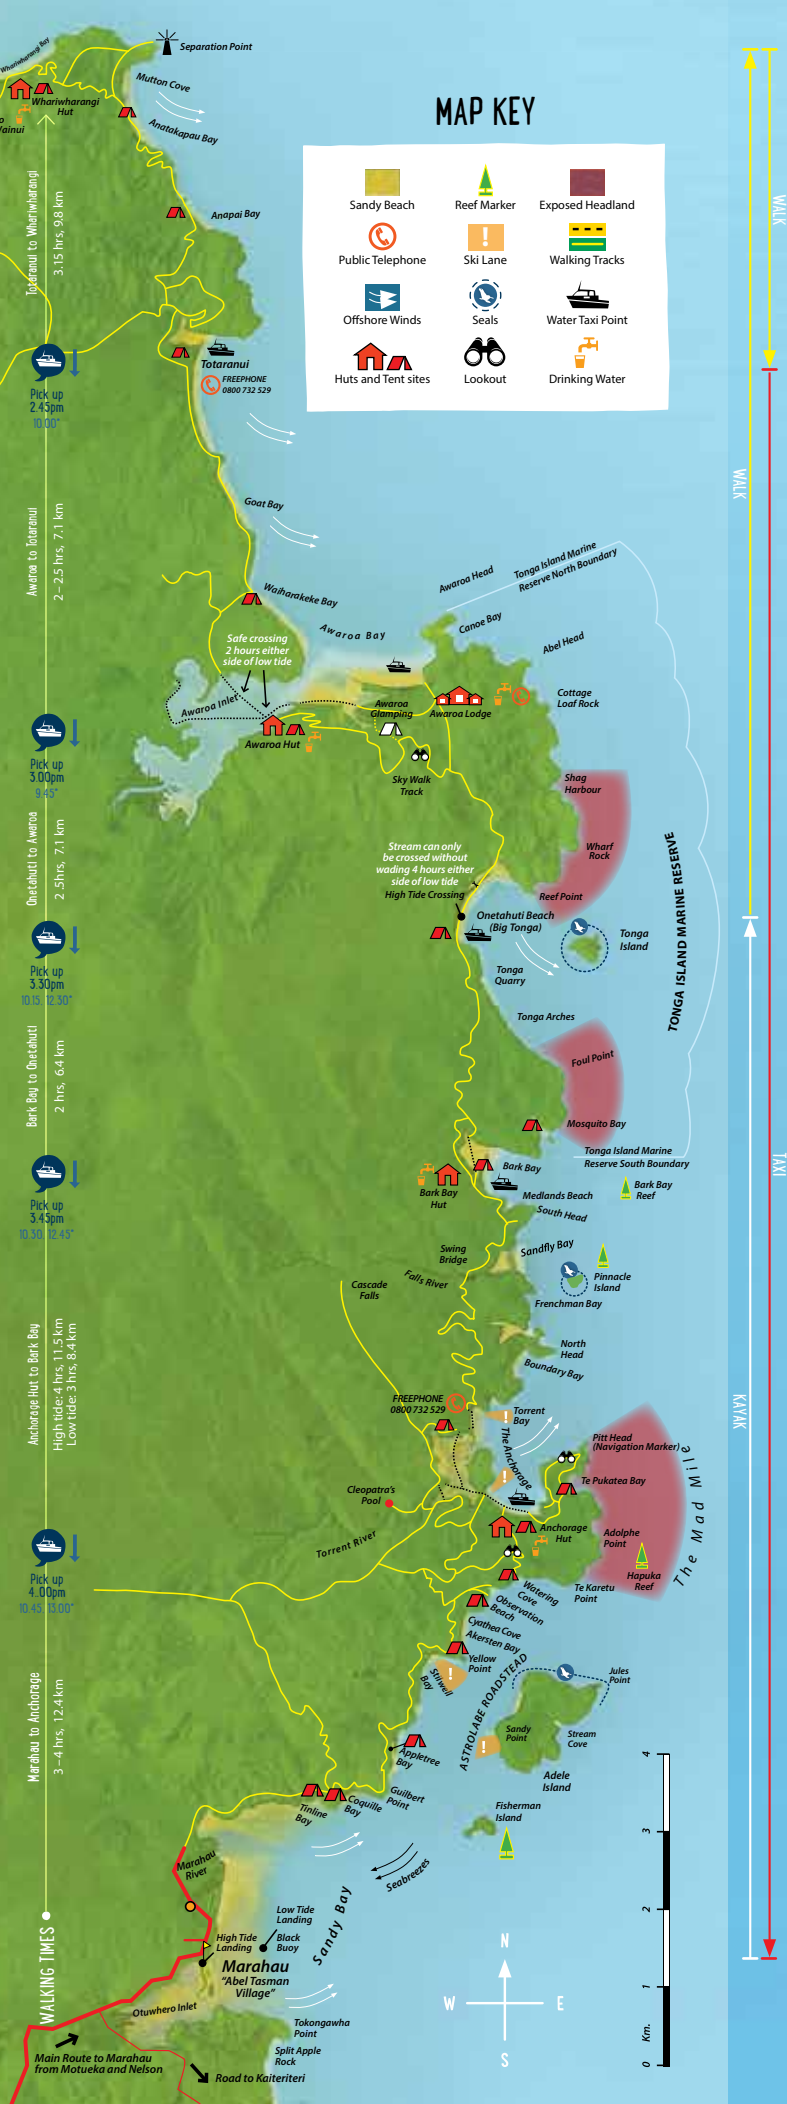 Whariwharangi Bay
Separation Point
Mutton Cove
Whariwharangi
Hut
Anatakapau Bay
Anapai Bay
Totaranui to Whariwharangi
3.15 hrs, 9.8 km
MAP KEY
Sandy Beach
Reef Marker
Exposed Headland
Public Telephone
Ski Lane
Walking Tracks
Offshore Winds
Seals
Water Taxi Point
Huts and Tent sites
Lookout
Drinking Water
WALK
Totaranui
FREEPHONE
0800 732 529
Pick up
2.45pm
10.00*
Goat Bay
WALK
Awaroa to Totaranui
2 – 2.5 hrs, 7.1 km
Waiharakeke Bay
Awaroa Bay
Awaroa Head
Tonga Island Marine
Reserve North Boundary
Canoe Bay
Abel Head
Safe crossing
2 hours either
side of low tide
Awaroa Inlet
Awaroa Hut
Awaroa
Glamping
Awaroa Lodge
Cottage
Loaf Rock
Sky Walk
Track
Pick up
3.00pm
9.45*
Shag
Harbour
Wharf
Rock
Reef Point
Onetahuti to Awaroa
2 .5hrs, 7.1 km
Stream can only
be crossed without
wading 4 hours either
side of low tide
High Tide Crossing
Onetahuti Beach
(Big Tonga)
Tonga
Island
TONGA ISLAND MARINE RESERVE
Pick up
3.30pm
10.15, 12.30*
Tonga
Quarry
Tonga Arches
Foul Point
Mosquito Bay
Bark Bay to Onetahuti
2 hrs, 6.4 km
Tonga Island Marine
Reserve South Boundary
TAXI
Bark Bay
Bark Bay
Hut
Medlands Beach
South Head
Bark Bay
Reef
Pick up
3.45pm
10.30, 12.45*
Swing
Bridge
Sandfly Bay
Falls River
Cascade
Falls
Pinnacle
Island
Frenchman Bay
North
Head
Boundary Bay
Anchorage Hut to Bark Bay
High tide: 4 hrs, 11.5 km
Low tide: 3 hrs, 8.4 km
KAYAK
FREEPHONE
0800 732 529
Torrent
Bay
The Anchorage
Pitt Head
(Navigation Marker)
Te Pukatea Bay
The Mad Mile
Cleopatra's
Pool
Torrent River
Anchorage
Hut
Adolphe
Point
Hapuka
Reef
Te Karetu
Point
Pick up
4.00pm
10.45, 13.00*
Watering
Cove
Observation
Beach
Cyathea Cove
Akersten Bay
Yellow
Point
Stilwell
Bay
ASTROLABE ROADSTEAD
Jules
Point
Sandy
Point
Stream
Cove
Adele
Island
Marahau to Anchorage
3 – 4 hrs, 12.4 km
Appletree
Bay
Guilbert
Point
Coquille
Bay
Tinline
Bay
Fisherman
Island
Marahau
River
Seabreezes
Sandy Bay
Low Tide
Landing
Black
Buoy
High Tide
Landing
Marahau
"Abel Tasman
Village"
WALKING TIMES
Otuwhero Inlet
Tokongawha
Point
Split Apple
Rock
Main Route to Marahau
from Motueka and Nelson
Road to Kaiteriteri
N
W
E
S
Km.
0
1
2
3
4